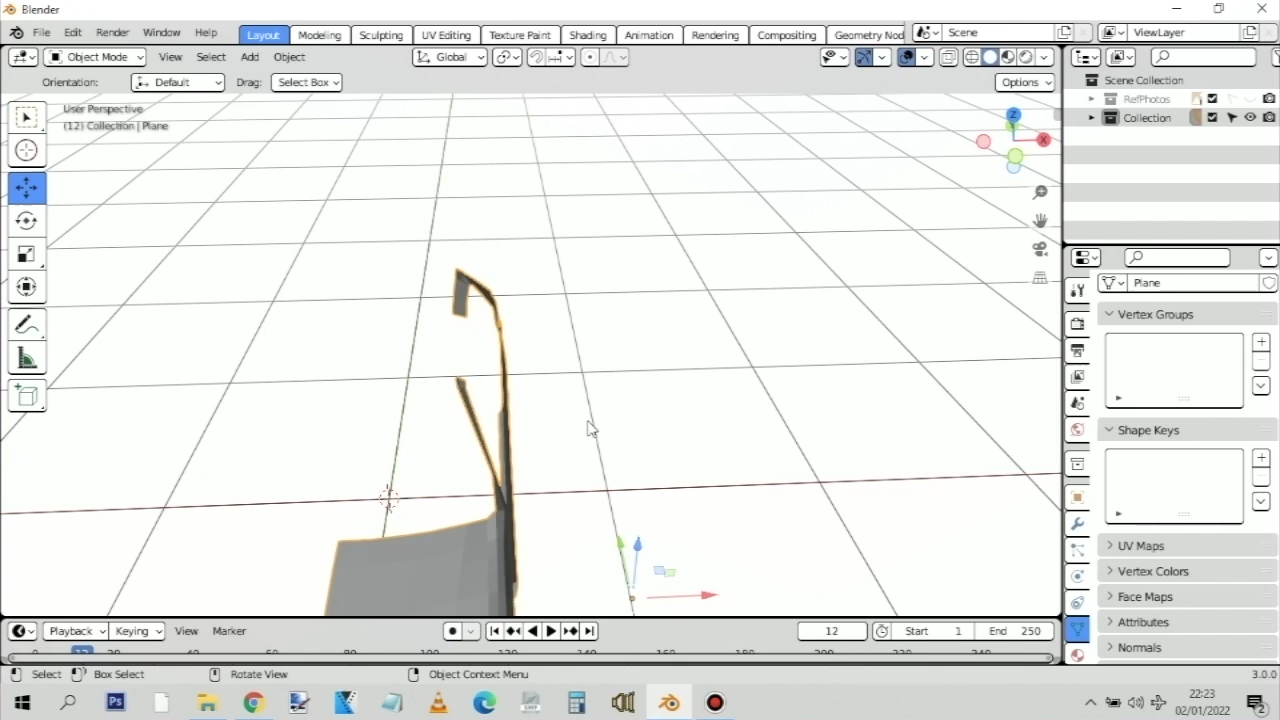 Blender
File Edit Render Window Help Layout Modeling Sculpting UV Editing Texture Paint Shading Animation Rendering Compositing Geometry Nod Scene ViewLayer
Object Mode View Select Add Object Global
Orientation: Default Drag: Select Box Options
User Perspective
(12) Collection | Plane
Z
X
Scene Collection
RefPhotos
Collection
Plane
Vertex Groups
Shape Keys
UV Maps
Vertex Colors
Face Maps
Attributes
Normals
Playback Keying View Marker 12 Start 1 End 250
Select Box Select Rotate View Object Context Menu 3.0.0
Ps
22:23
02/01/2022
2